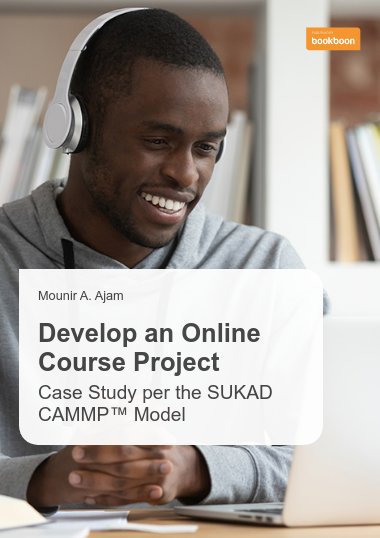 bookboon
Mounir A. Ajam
Develop an Online
Course Project
Case Study per the SUKAD
CAMMP™ Model